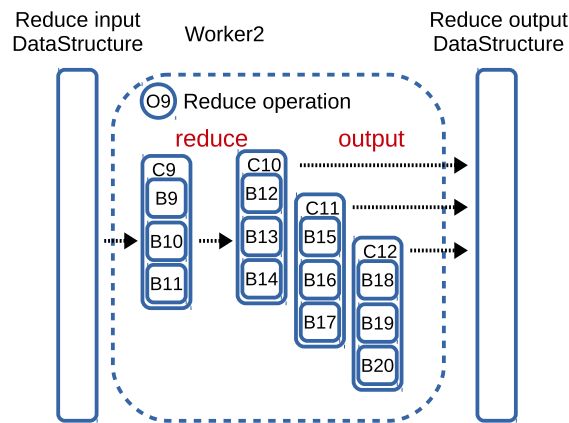 Reduce input
DataStructure
Worker2
Reduce output
DataStructure
O9
Reduce operation
reduce
output
C9
B9
B10
B11
C10
B12
B13
B14
C11
B15
B16
B17
C12
B18
B19
B20